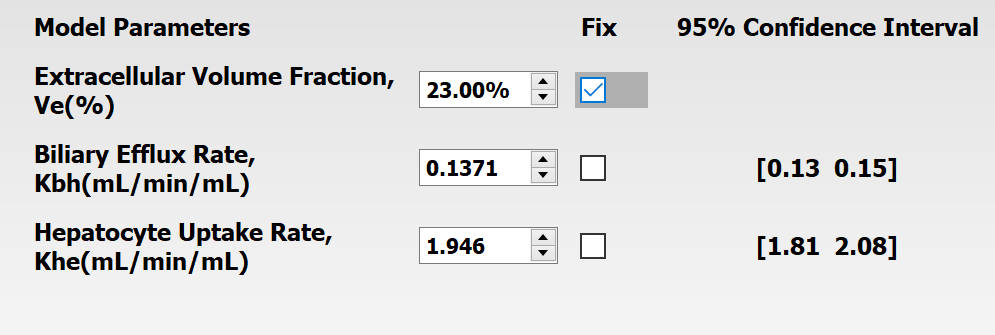 Model Parameters Fix 95% Confidence Interval
Extracellular Volume Fraction,
Ve(%) 23.00%
Biliary Efflux Rate,
Kbh(mL/min/mL) 0.1371 [0.13 0.15]
Hepatocyte Uptake Rate,
Khe(mL/min/mL) 1.946 [1.81 2.08]